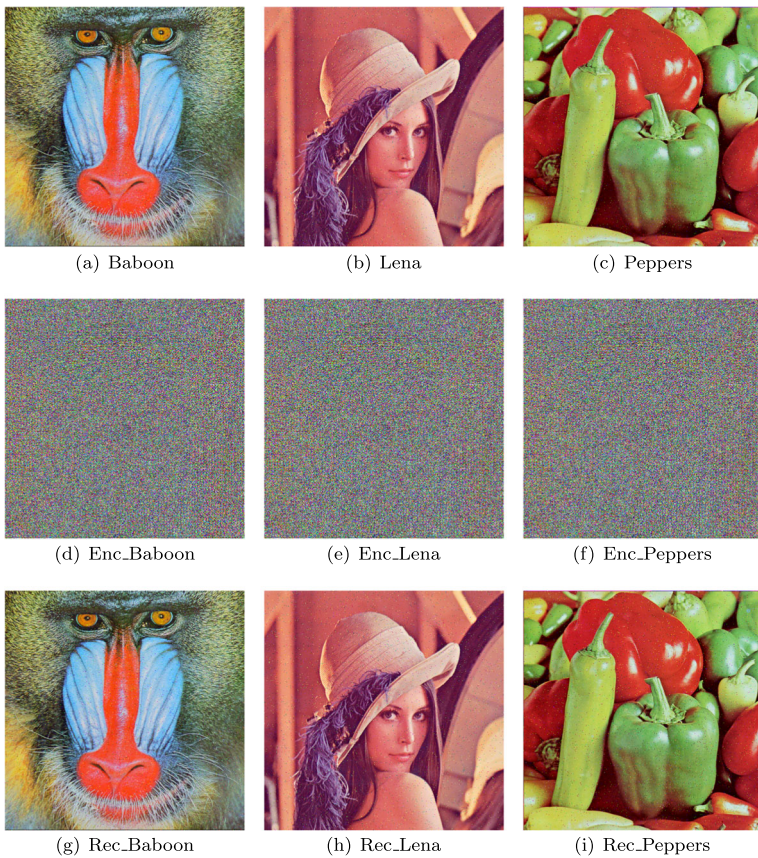 (a) Baboon
(b) Lena
(c) Peppers
(d) Enc_Baboon
(e) Enc_Lena
(f) Enc_Peppers
(g) Rec_Baboon
(h) Rec_Lena
(i) Rec_Peppers